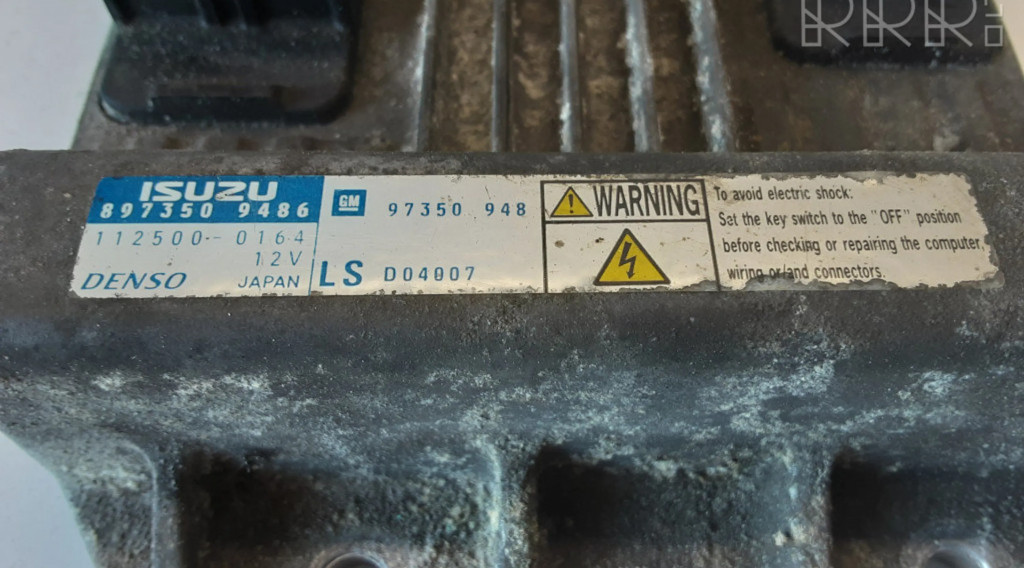 RRR
ISUZU
897350 9486
112500-0164
12V
DENSO JAPAN
GM 97350 948
LS D04907
WARNING
To avoid electric shock:
Set the key switch to the "OFF" position
before checking or repairing the computer,
wiring or/and connectors.